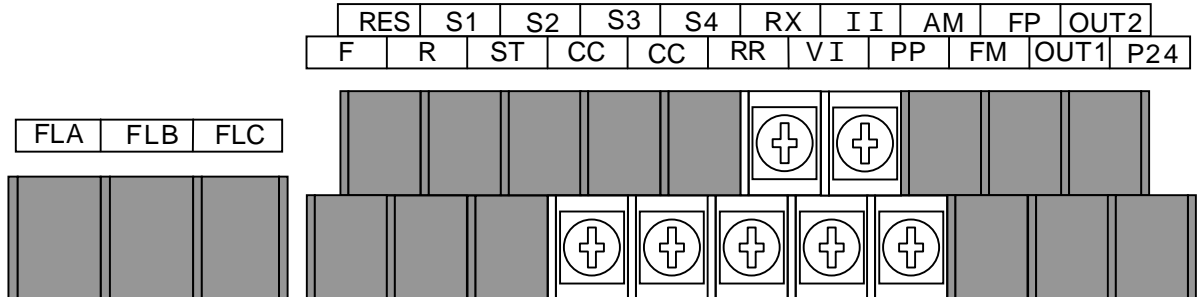 RES S1 S2 S3 S4 RX II AM FP OUT2
F R ST CC CC RR VI PP FM OUT1 P24
FLA FLB FLC